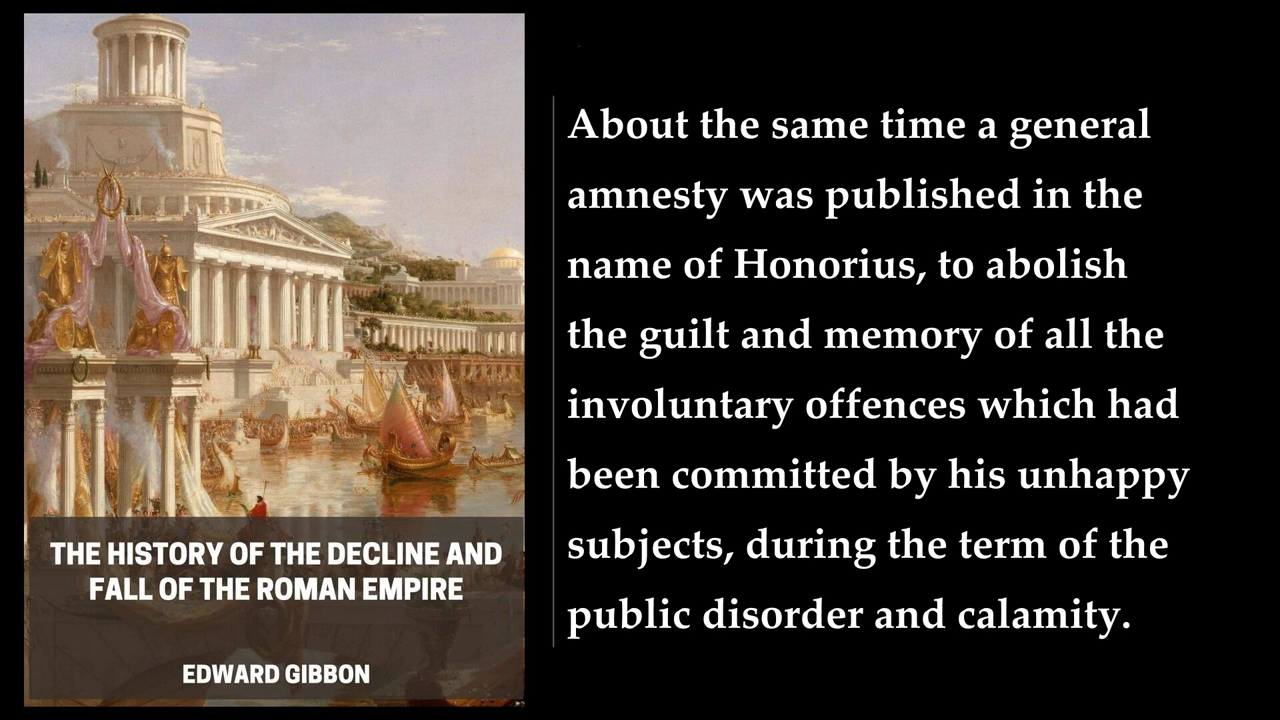 THE HISTORY OF THE DECLINE AND
FALL OF THE ROMAN EMPIRE
EDWARD GIBBON
About the same time a general
amnesty was published in the
name of Honorius, to abolish
the guilt and memory of all the
involuntary offences which had
been committed by his unhappy
subjects, during the term of the
public disorder and calamity.